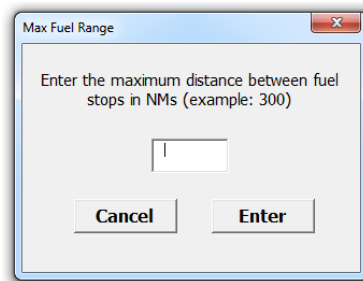 Max Fuel Range
Enter the maximum distance between fuel
stops in NMs (example: 300)
Cancel Enter